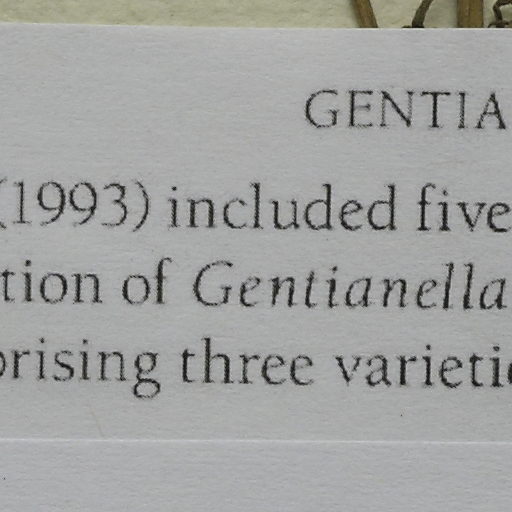 GENTIA
(1993) included five
tion of Gentianella
prising three varieti